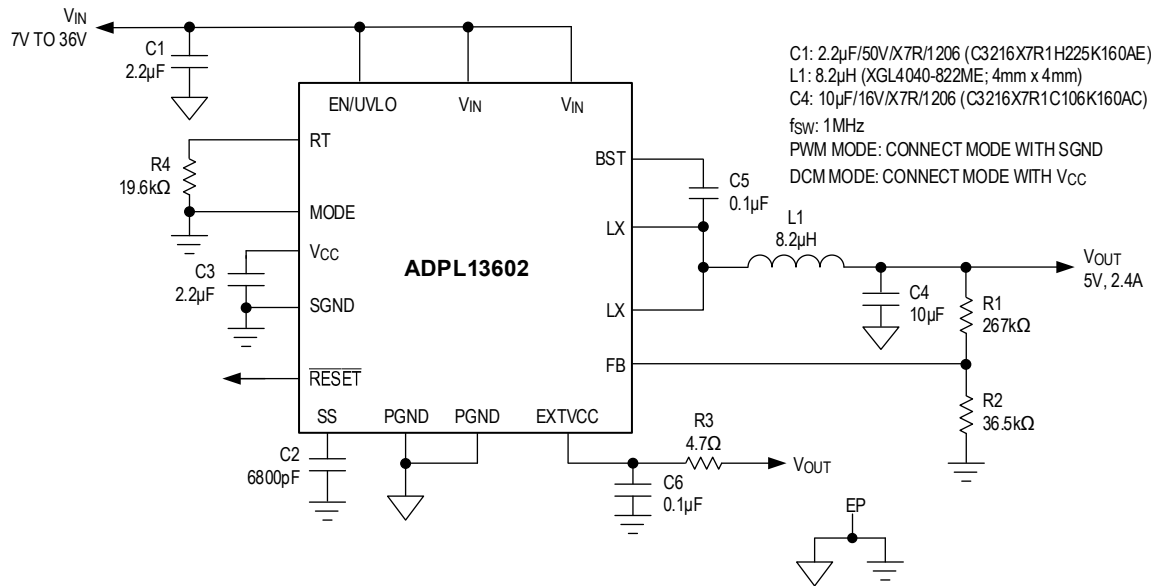 VIN
7V TO 36V
C1
2.2µF
C1: 2.2µF/50V/X7R/1206 (C3216X7R1H225K160AE)
L1: 8.2µH (XGL4040-822ME; 4mm x 4mm)
C4: 10µF/16V/X7R/1206 (C3216X7R1C106K160AC)
fSW: 1MHz
PWM MODE: CONNECT MODE WITH SGND
DCM MODE: CONNECT MODE WITH VCC
EN/UVLO
VIN
VIN
RT
R4
19.6kΩ
MODE
VCC
C3
2.2µF
SGND
RESET
ADPL13602
BST
C5
0.1µF
LX
L1
8.2µH
LX
VOUT
5V, 2.4A
C4
10µF
R1
267kΩ
FB
R2
36.5kΩ
SS
PGND
PGND
EXTVCC
C2
6800pF
R3
4.7Ω
VOUT
C6
0.1µF
EP